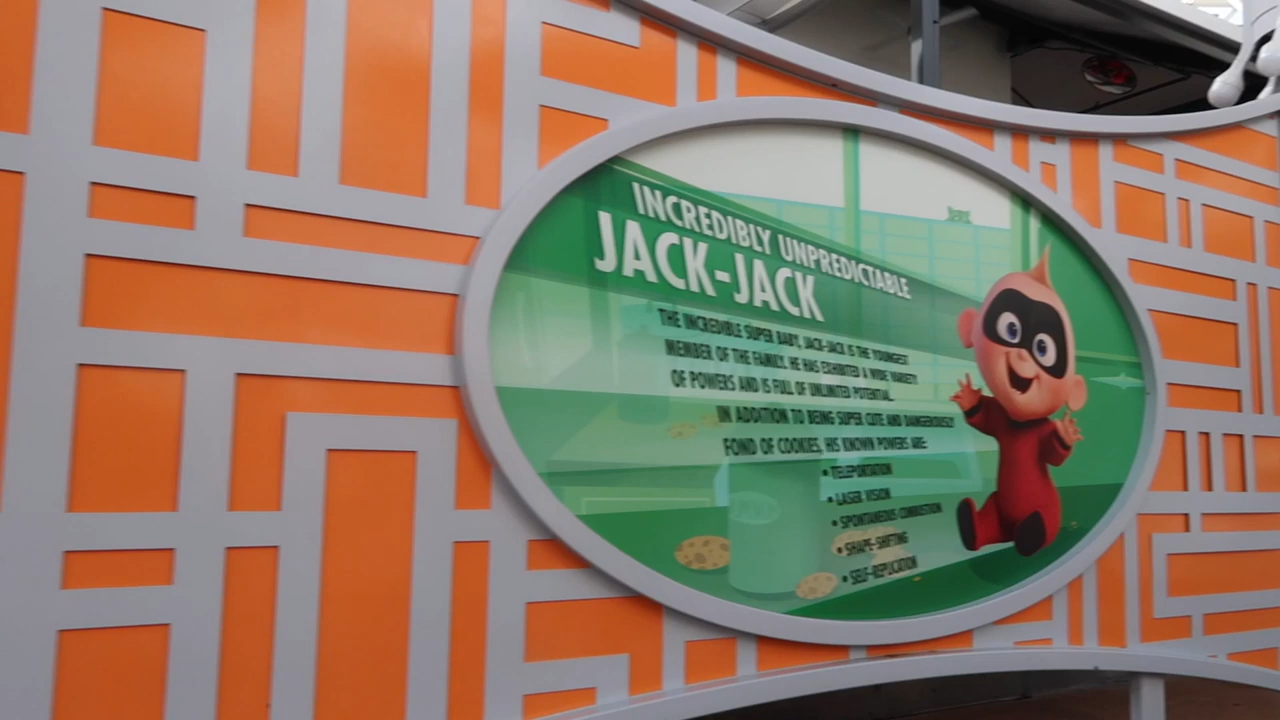 INCREDIBLY UNPREDICTABLE
JACK-JACK
THE INCREDIBLE SUPER BABY, JACK-JACK IS THE YOUNGEST
MEMBER OF THE FAMILY. HE HAS EXHIBITED A WIDE VARIETY
OF POWERS AND IS FULL OF UNLIMITED POTENTIAL.
IN ADDITION TO BEING SUPER CUTE AND DANGEROUSLY
FOND OF COOKIES, HIS KNOWN POWERS ARE:
• TELEPORTATION
• LASER VISION
• SPONTANEOUS COMBUSTION
• SHAPE-SHIFTING
• SELF-REPLICATION